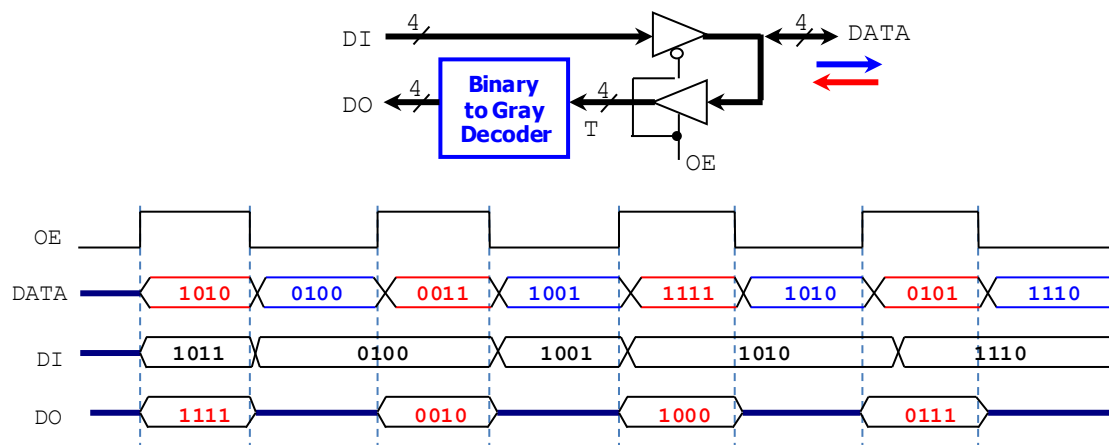 4 4
DI DATA
Binary
to Gray
Decoder
4 4
DO
T
OE
OE
DATA 1010 0100 0011 1001 1111 1010 0101 1110
DI 1011 0100 1001 1010 1110
DO 1111 0010 1000 0111